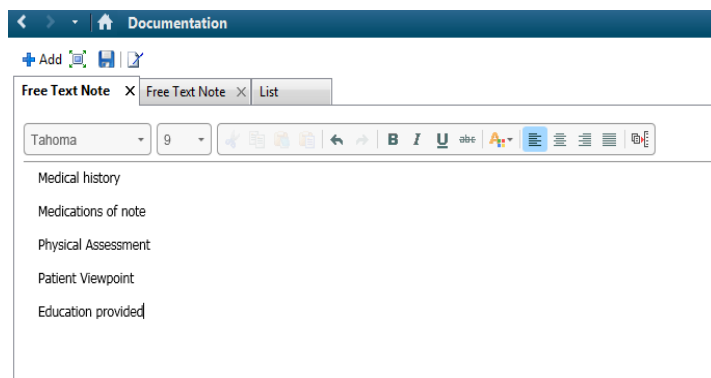 Documentation
Add
Free Text Note X Free Text Note X List
Tahoma 9 B I U abc A
Medical history
Medications of note
Physical Assessment
Patient Viewpoint
Education provided